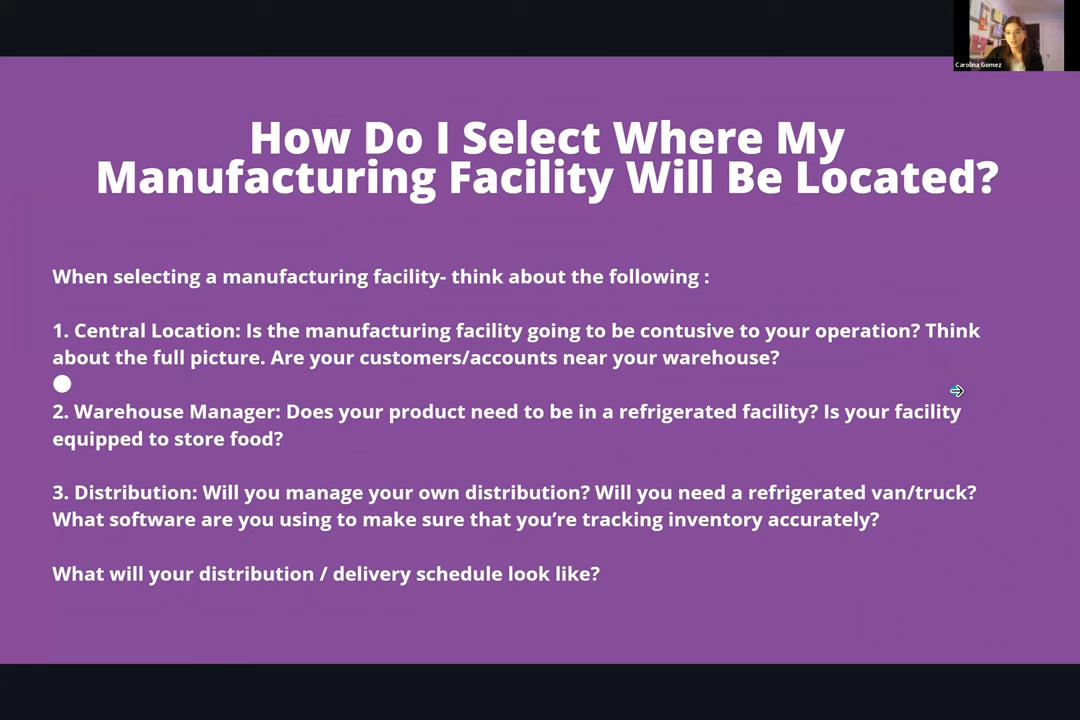 Carolina Gomez
How Do I Select Where My
Manufacturing Facility Will Be Located?
When selecting a manufacturing facility- think about the following :
1. Central Location: Is the manufacturing facility going to be contusive to your operation? Think
about the full picture. Are your customers/accounts near your warehouse?
2. Warehouse Manager: Does your product need to be in a refrigerated facility? Is your facility
equipped to store food?
3. Distribution: Will you manage your own distribution? Will you need a refrigerated van/truck?
What software are you using to make sure that you’re tracking inventory accurately?
What will your distribution / delivery schedule look like?